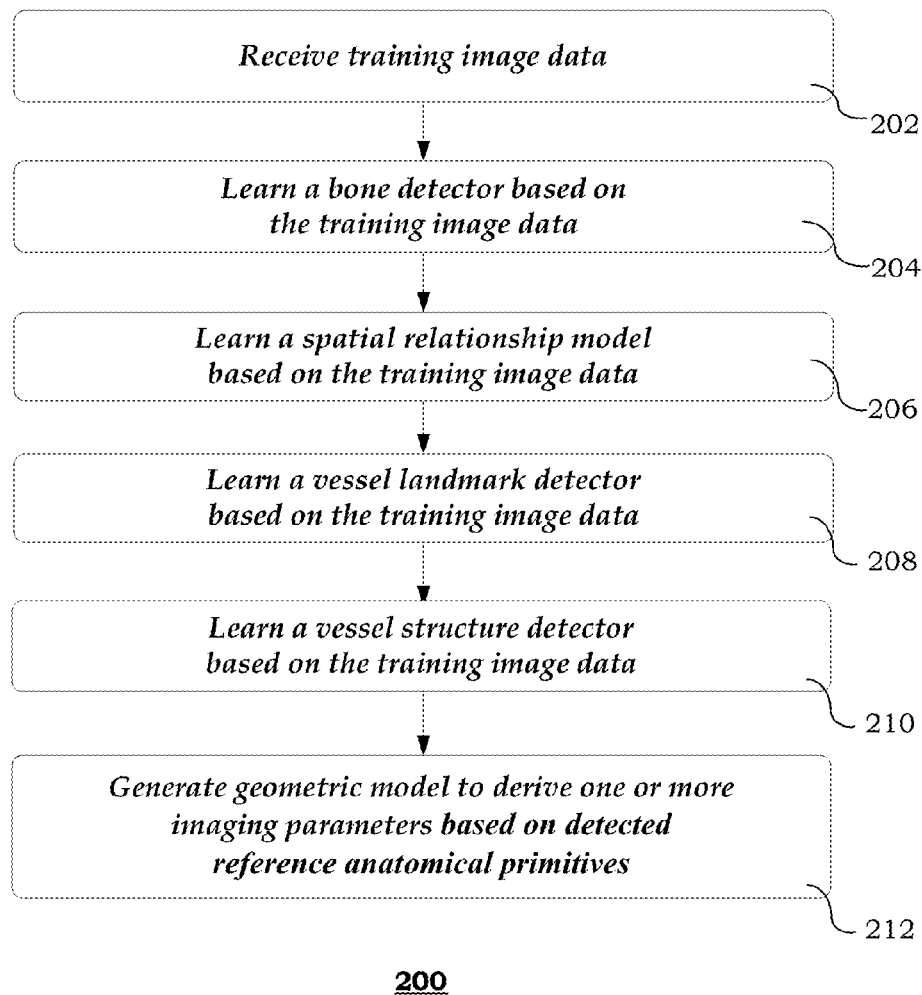 Receive training image data
202
Learn a bone detector based on
the training image data
204
Learn a spatial relationship model
based on the training image data
206
Learn a vessel landmark detector
based on the training image data
208
Learn a vessel structure detector
based on the training image data
210
Generate geometric model to derive one or more
imaging parameters based on detected
reference anatomical primitives
212
200